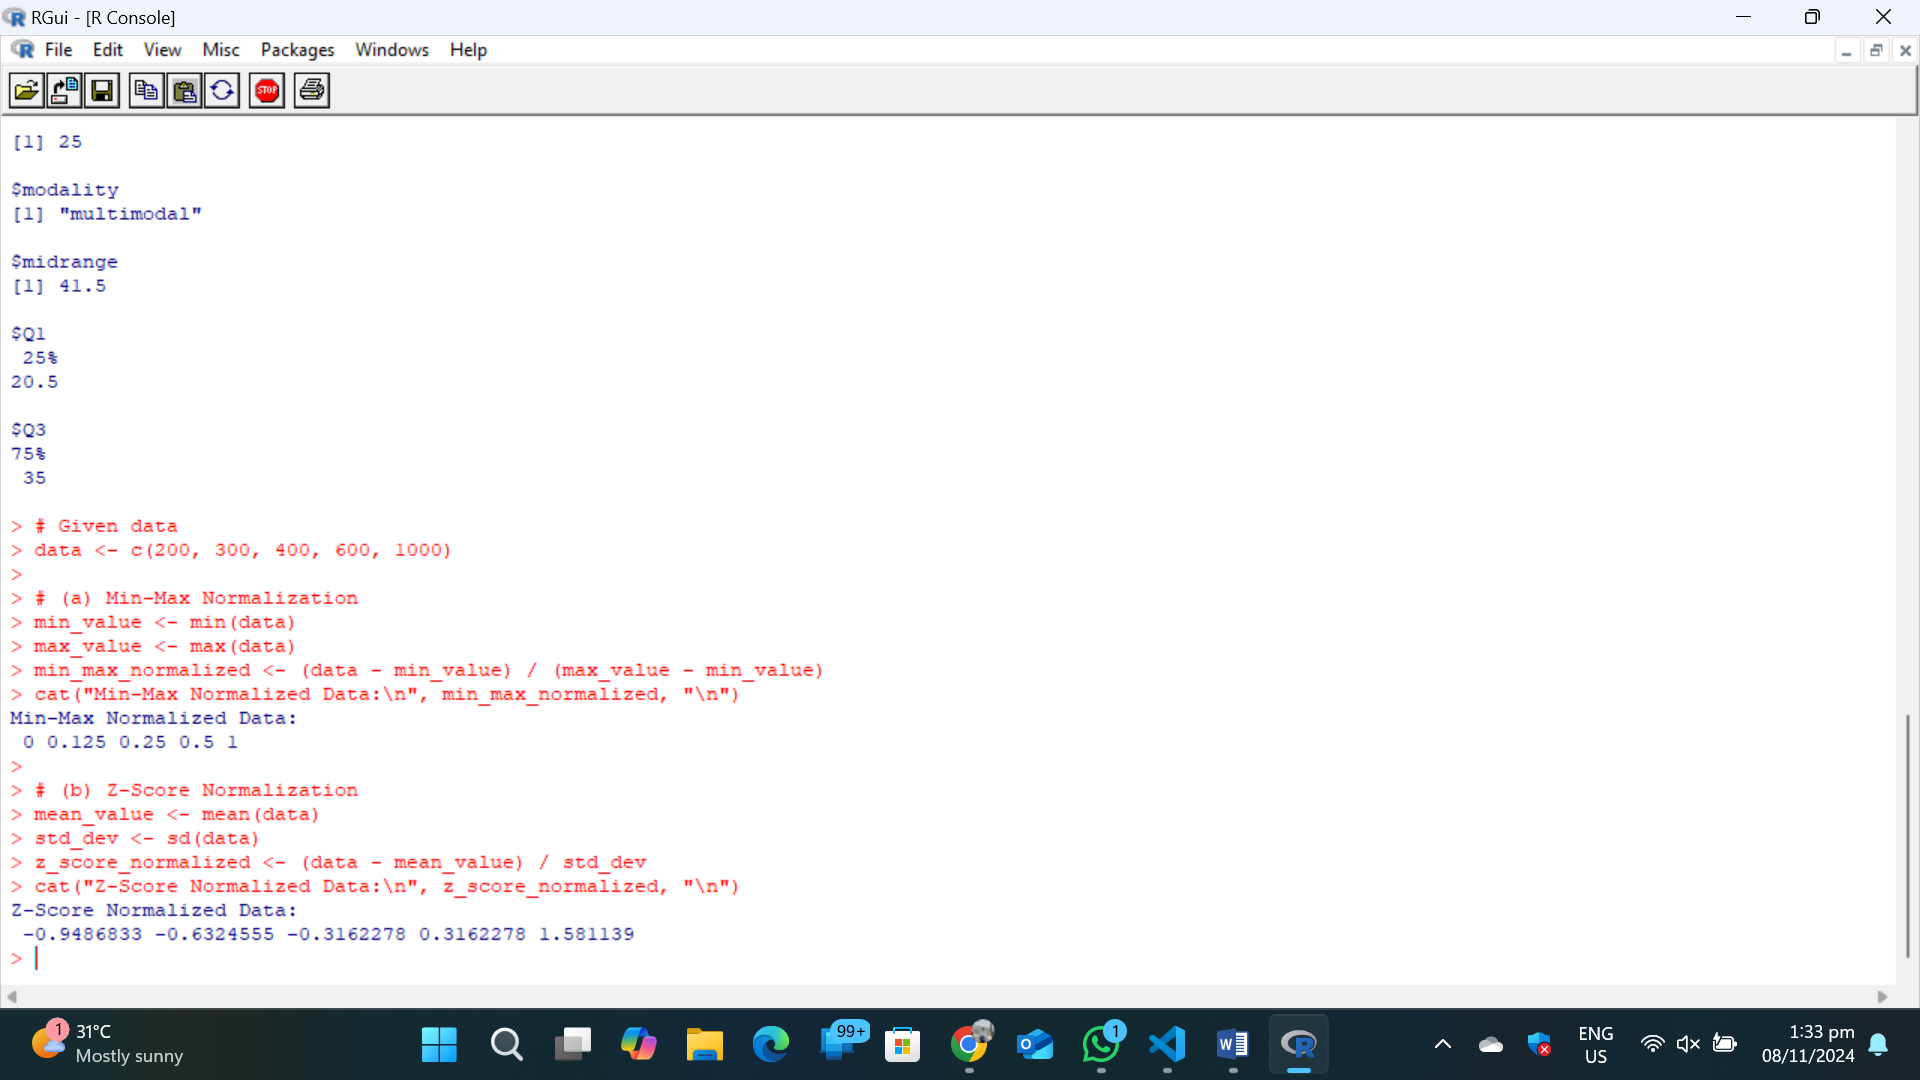 RGui - [R Console]
File Edit View Misc Packages Windows Help
STOP
[1] 25
$modality
[1] "multimodal"
$midrange
[1] 41.5
$Q1
25%
20.5
$Q3
75%
35
> # Given data
> data <- c(200, 300, 400, 600, 1000)
>
> # (a) Min-Max Normalization
> min_value <- min(data)
> max_value <- max(data)
> min_max_normalized <- (data - min_value) / (max_value - min_value)
> cat("Min-Max Normalized Data:\n", min_max_normalized, "\n")
Min-Max Normalized Data:
0 0.125 0.25 0.5 1
>
> # (b) Z-Score Normalization
> mean_value <- mean(data)
> std_dev <- sd(data)
> z_score_normalized <- (data - mean_value) / std_dev
> cat("Z-Score Normalized Data:\n", z_score_normalized, "\n")
Z-Score Normalized Data:
-0.9486833 -0.6324555 -0.3162278 0.3162278 1.581139
>
1 31°C
Mostly sunny
99+
1
ENG
US
1:33 pm
08/11/2024